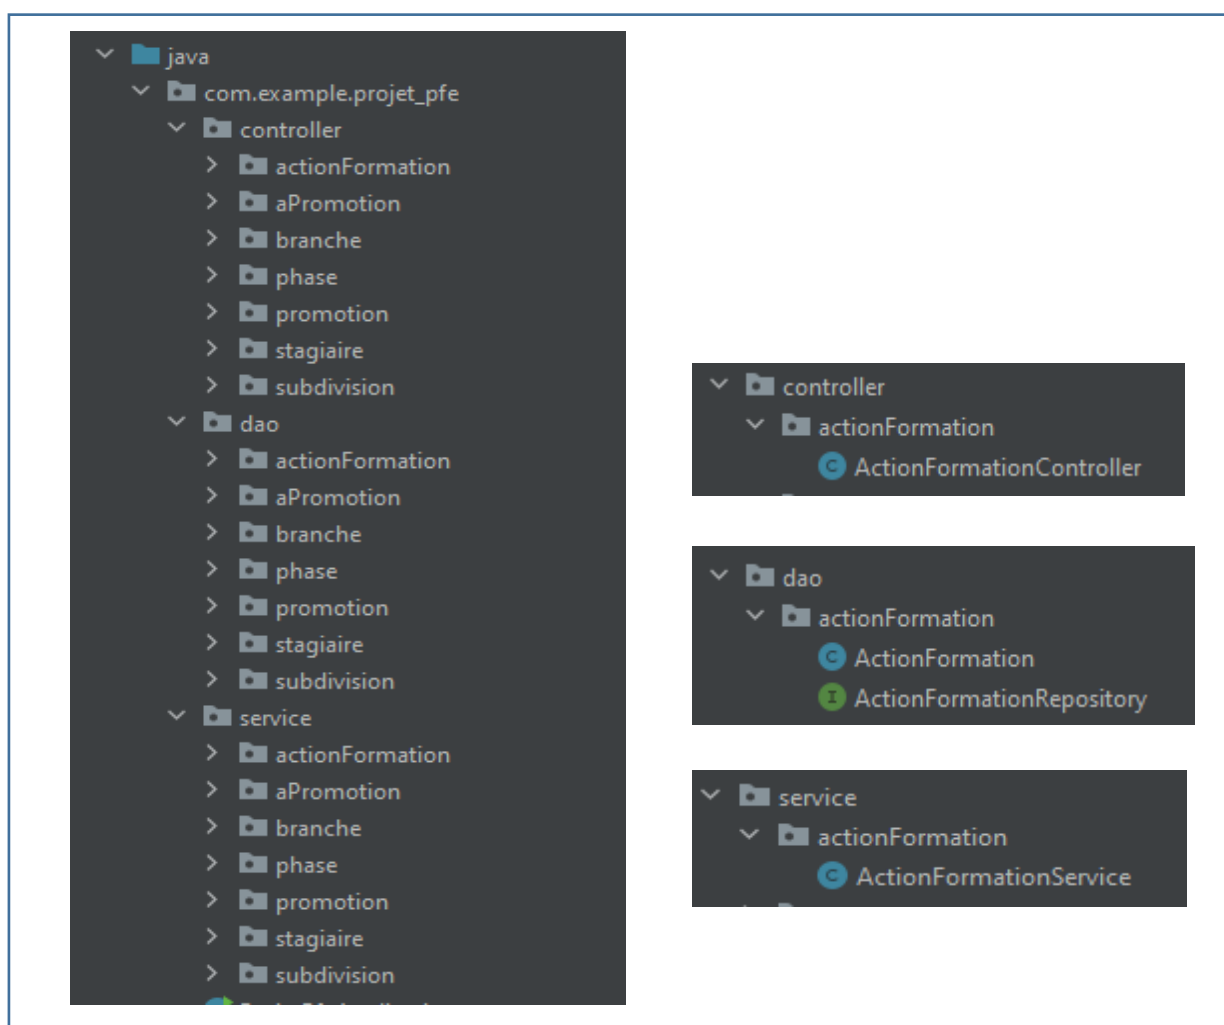 java
com.example.projet_pfe
controller
actionFormation
aPromotion
branche
phase
promotion
stagiaire
subdivision
dao
actionFormation
aPromotion
branche
phase
promotion
stagiaire
subdivision
service
actionFormation
aPromotion
branche
phase
promotion
stagiaire
subdivision
controller
actionFormation
C ActionFormationController
dao
actionFormation
C ActionFormation
I ActionFormationRepository
service
actionFormation
C ActionFormationService